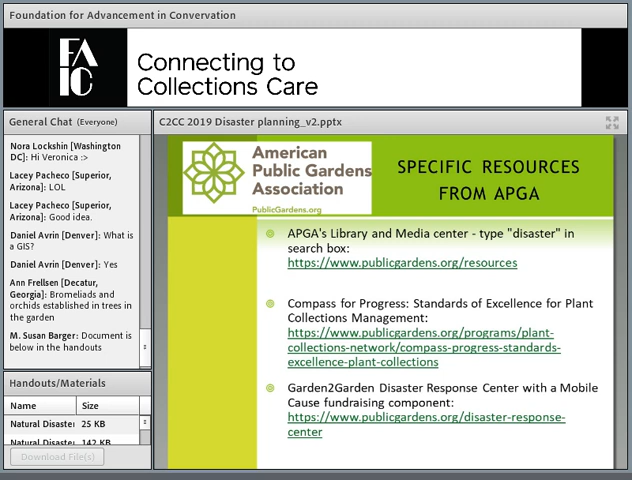 Foundation for Advancement in Convervation
FA
IC
Connecting to
Collections Care
General Chat (Everyone)
Nora Lockshin [Washington
DC]: Hi Veronica :>
Lacey Pacheco [Superior,
Arizona]: LOL
Lacey Pacheco [Superior,
Arizona]: Good idea.
Daniel Avrin [Denver]: What is
a GIS?
Daniel Avrin [Denver]: Yes
Ann Frellsen [Decatur,
Georgia]: Bromeliads and
orchids established in trees in
the garden
M. Susan Barger: Document is
below in the handouts
Handouts/Materials
Name Size
Natural Disaster 25 KB
Natural Disaster 142 KB
Download File(s)
C2CC 2019 Disaster planning_v2.pptx
American
Public Gardens
Association
PublicGardens.org
SPECIFIC RESOURCES
FROM APGA
APGA's Library and Media center - type "disaster" in
search box:
https://www.publicgardens.org/resources
Compass for Progress: Standards of Excellence for Plant
Collections Management:
https://www.publicgardens.org/programs/plant-
collections-network/compass-progress-standards-
excellence-plant-collections
Garden2Garden Disaster Response Center with a Mobile
Cause fundraising component:
https://www.publicgardens.org/disaster-response-
center